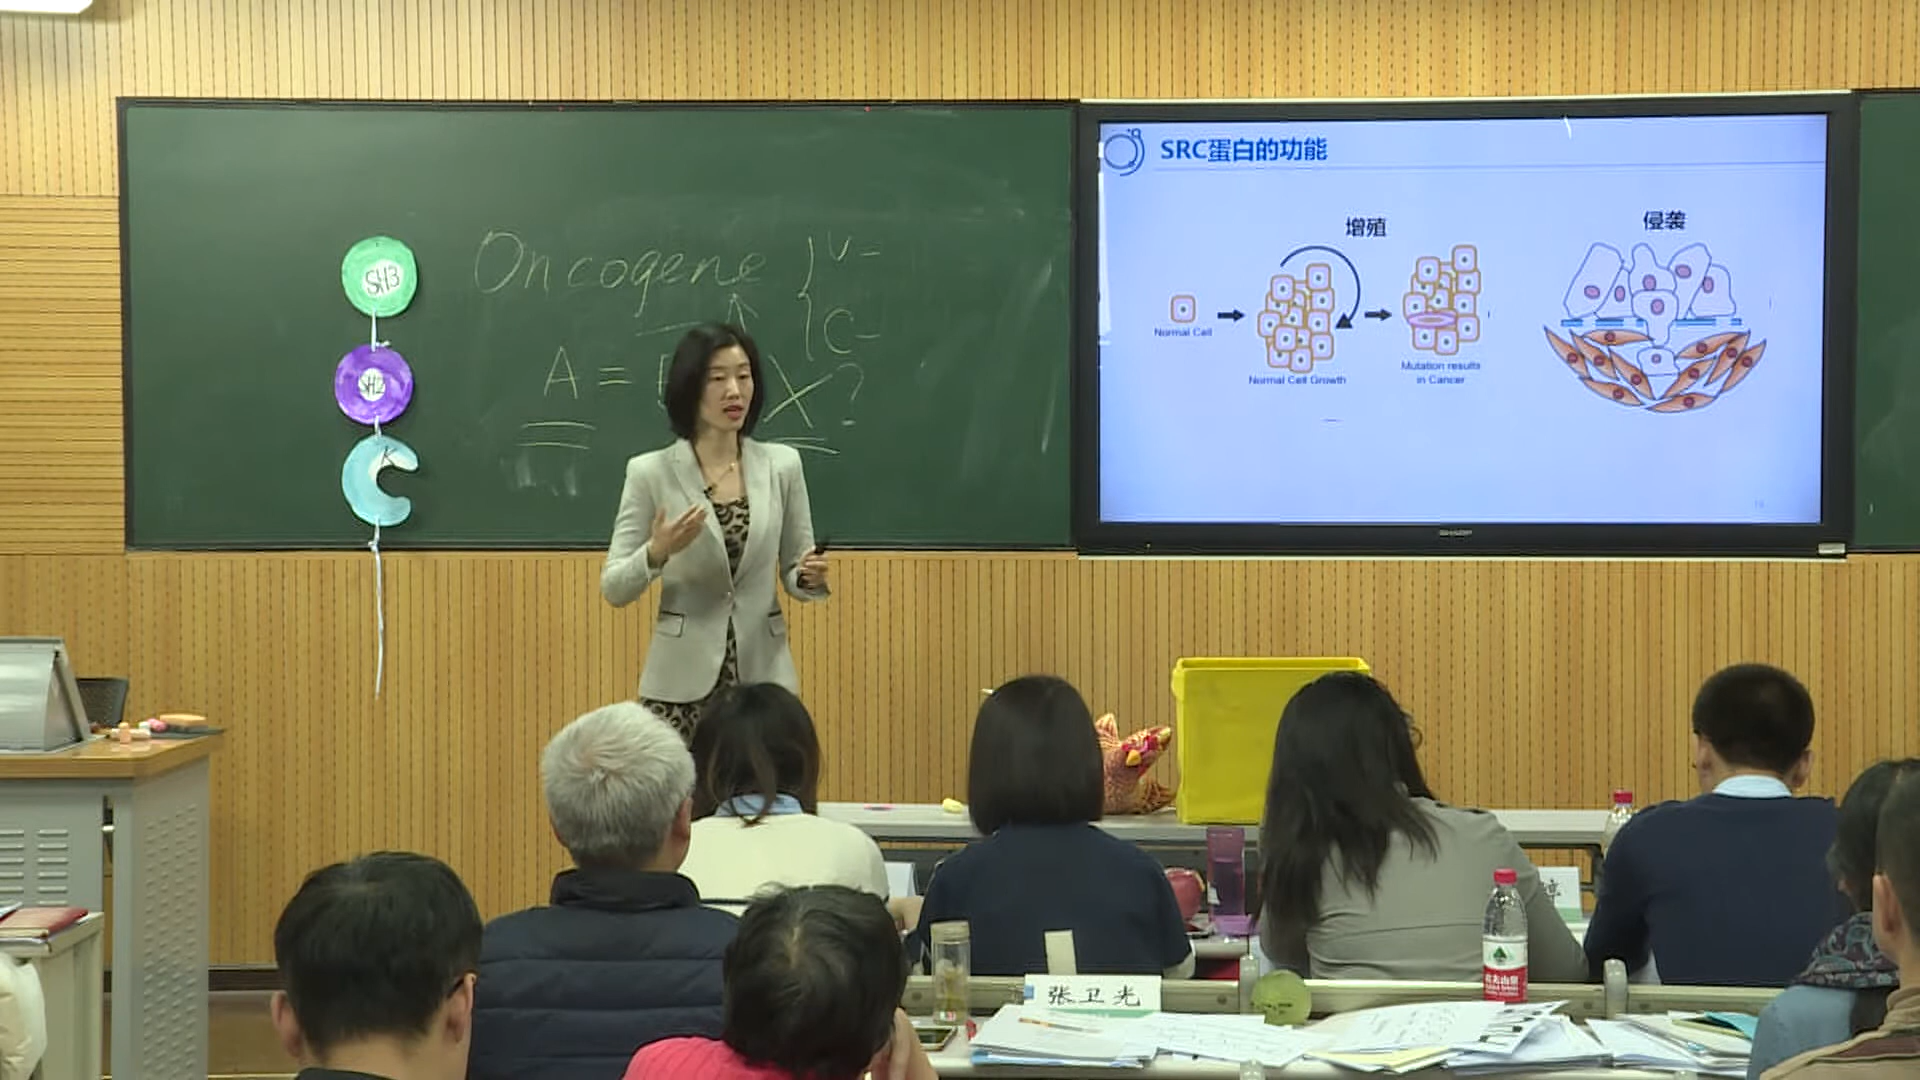 SH3
SH2
K
Oncogene
V-
C-
A =
X ?
SRC蛋白的功能
增殖
侵袭
Normal Cell
Normal Cell Growth
Mutation results
in Cancer
SHARP
张卫光